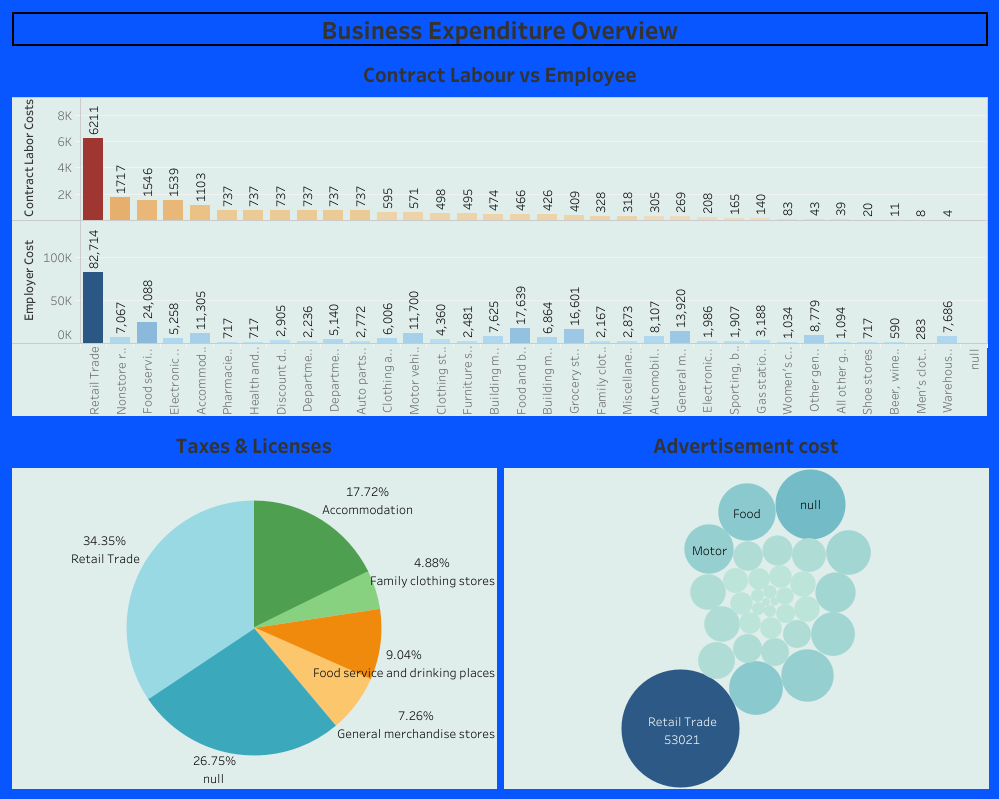 Business Expenditure Overview
Contract Labour vs Employee
Contract Labor Costs
8K
6K
4K
2K
6211
1717
1546
1539
1103
737
737
737
737
737
737
595
571
498
495
474
466
426
409
328
318
305
269
208
165
140
83
43
39
20
11
8
4
Employer Cost
100K
50K
0K
82,714
7,067
24,088
5,258
11,305
717
717
2,905
2,236
5,140
2,772
6,006
11,700
4,360
2,481
7,625
17,639
6,864
16,601
2,167
2,873
8,107
13,920
1,986
1,907
3,188
1,034
8,779
1,094
717
590
283
7,686
Retail Trade
Nonstore r..
Food servi..
Electronic ..
Accommod..
Pharmacie..
Health and..
Discount d..
Departme..
Departme..
Auto parts..
Clothing a..
Motor vehi..
Clothing st..
Furniture s..
Building m..
Food and b..
Building m..
Grocery st..
Family clot..
Miscellane..
Automobil..
General m..
Electronic..
Sporting, b..
Gas statio..
Women's c..
Other gen..
All other g..
Shoe stores
Beer, wine..
Men's clot..
Warehous..
null
Taxes & Licenses
17.72%
Accommodation
34.35%
Retail Trade
4.88%
Family clothing stores
9.04%
Food service and drinking places
7.26%
General merchandise stores
26.75%
null
Advertisement cost
null
Food
Motor
Retail Trade
53021